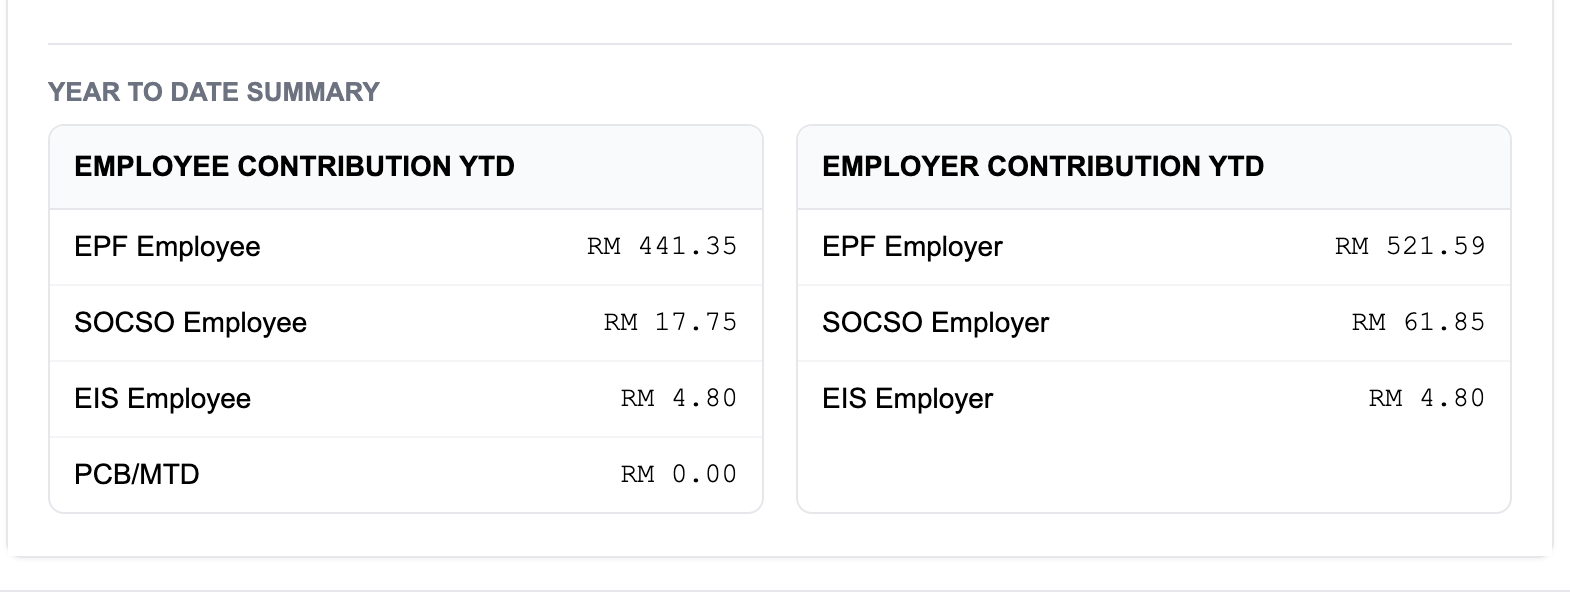 YEAR TO DATE SUMMARY
EMPLOYEE CONTRIBUTION YTD
EPF Employee RM 441.35
SOCSO Employee RM 17.75
EIS Employee RM 4.80
PCB/MTD RM 0.00
EMPLOYER CONTRIBUTION YTD
EPF Employer RM 521.59
SOCSO Employer RM 61.85
EIS Employer RM 4.80